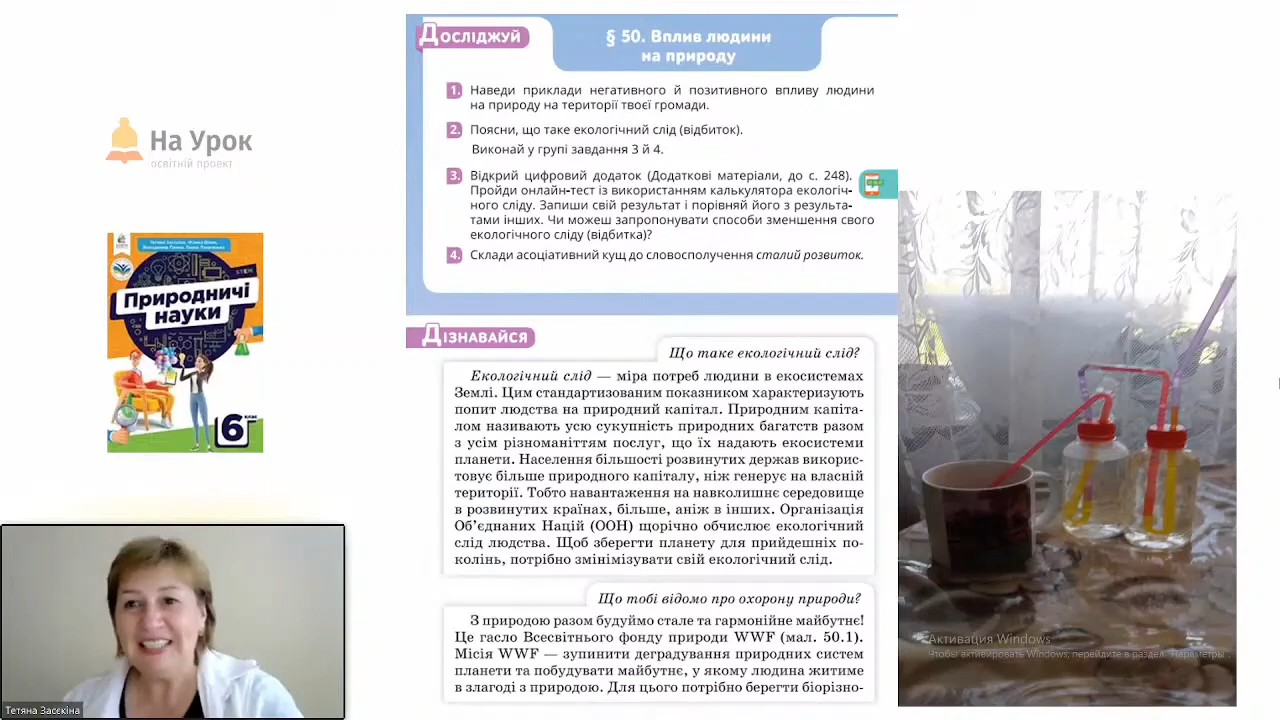 На Урок
освітній проект
STEM
Природничі
науки
6
клас
Тетяна Засєкіна
ДОСЛІДЖУЙ
§ 50. Вплив людини
на природу
1. Наведи приклади негативного й позитивного впливу людини
на природу на території твоєї громади.
2. Поясни, що таке екологічний слід (відбиток).
Виконай у групі завдання 3 й 4.
3. Відкрий цифровий додаток (Додаткові матеріали, до с. 248).
Пройди онлайн-тест із використанням калькулятора екологіч-
ного сліду. Запиши свій результат і порівняй його з результа-
тами інших. Чи можеш запропонувати способи зменшення свого
екологічного сліду (відбитка)?
4. Склади асоціативний кущ до словосполучення сталий розвиток.
ДІЗНАВАЙСЯ
Що таке екологічний слід?
Екологічний слід — міра потреб людини в екосистемах
Землі. Цим стандартизованим показником характеризують
попит людства на природний капітал. Природним капіта-
лом називають усю сукупність природних багатств разом
з усім різноманіттям послуг, що їх надають екосистеми
планети. Населення більшості розвинутих держав викорис-
товує більше природного капіталу, ніж генерує на власній
території. Тобто навантаження на навколишнє середовище
в розвинутих країнах, більше, аніж в інших. Організація
Об’єднаних Націй (ООН) щорічно обчислює екологічний
слід людства. Щоб зберегти планету для прийдешніх по-
колінь, потрібно змінімізувати свій екологічний слід.
Що тобі відомо про охорону природи?
З природою разом будуймо стале та гармонійне майбутнє!
Це гасло Всесвітнього фонду природи WWF (мал. 50.1).
Місія WWF — зупинити деградування природних систем
планети та побудувати майбутнє, у якому людина житиме
в злагоді з природою. Для цього потрібно берегти біорізно-
Активация Windows
Чтобы активировать Windows, перейдите в раздел "Параметры".